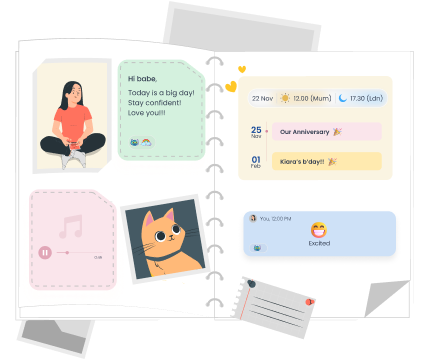 Hi babe,
Today is a big day!
Stay confident!
Love you!!!
22 Nov
12.00 (Mum)
17.30 (Ldn)
25
Nov
Our Anniversary
01
Feb
Kiara's b'day!!
You, 12:00 PM
Excited